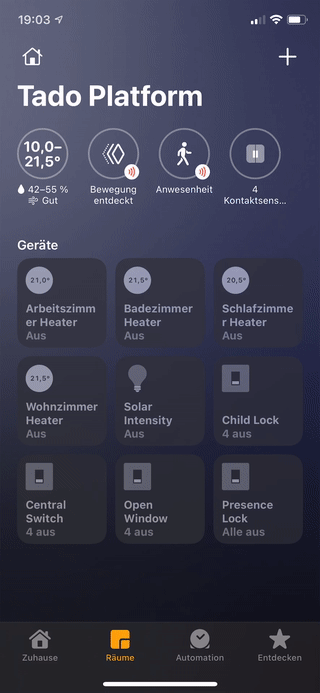 19:03
Tado Platform
10,0–
21,5°
42–55 %
Gut
Bewegung
entdeckt
Anwesenheit
4
Kontaktsens...
Geräte
21,0°
Arbeitszimm
er Heater
Aus
21,5°
Badezimmer
Heater
Aus
20,5°
Schlafzimme
r Heater
Aus
21,5°
Wohnzimmer
Heater
Aus
Solar
Intensity
Aus
Child Lock
4 aus
Central
Switch
4 aus
Open
Window
4 aus
Presence
Lock
Alle aus
Zuhause
Räume
Automation
Entdecken